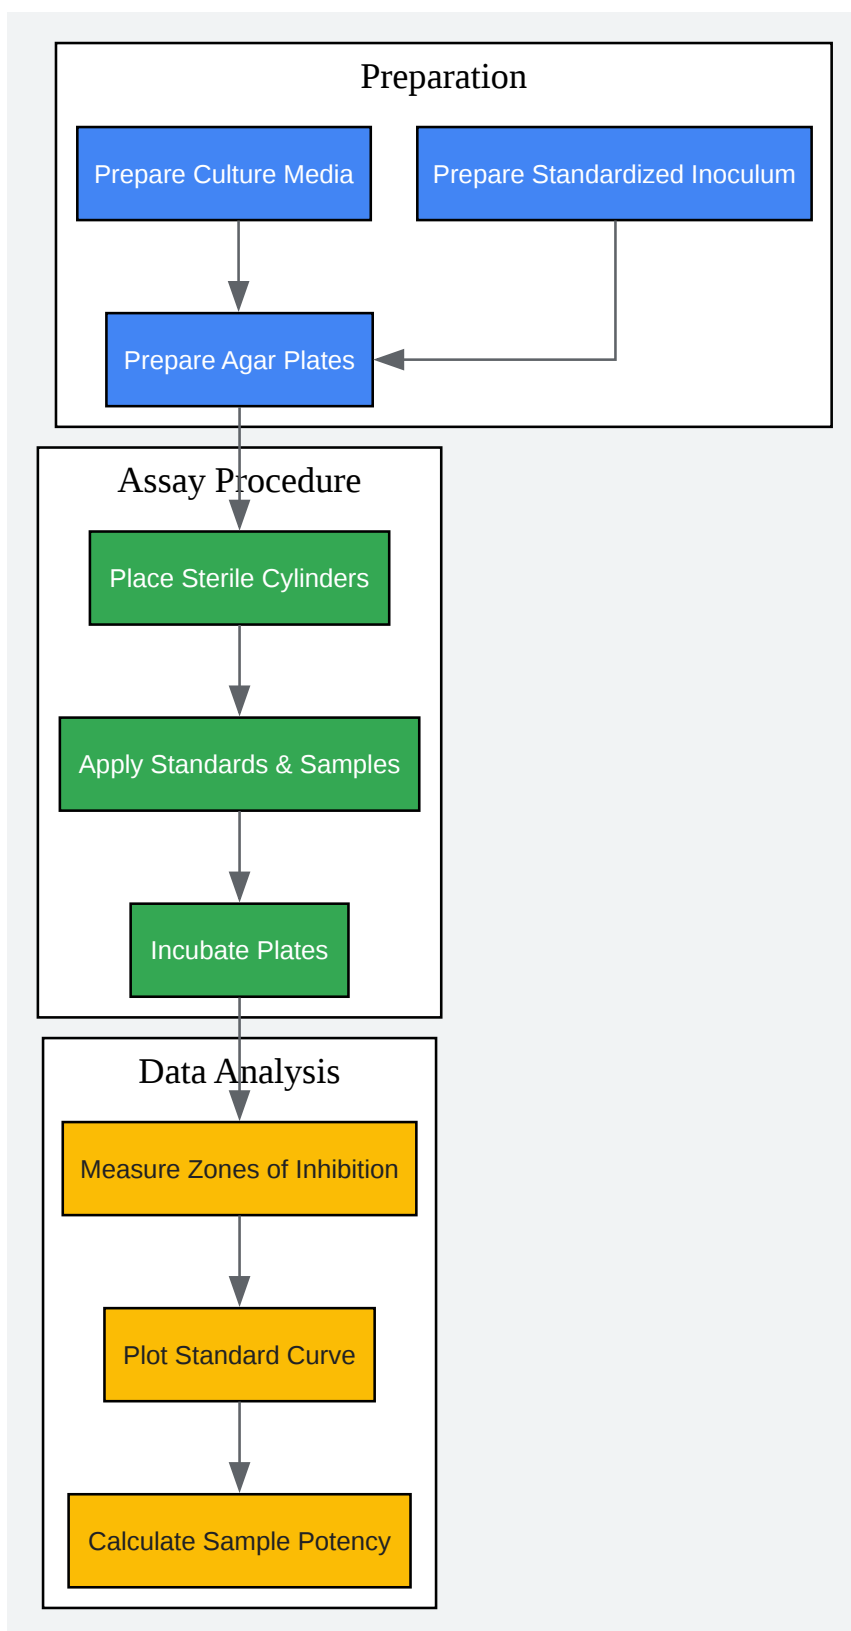 Preparation
Prepare Culture Media
Prepare Standardized Inoculum
Prepare Agar Plates
Assay Procedure
Place Sterile Cylinders
Apply Standards & Samples
Incubate Plates
Data Analysis
Measure Zones of Inhibition
Plot Standard Curve
Calculate Sample Potency